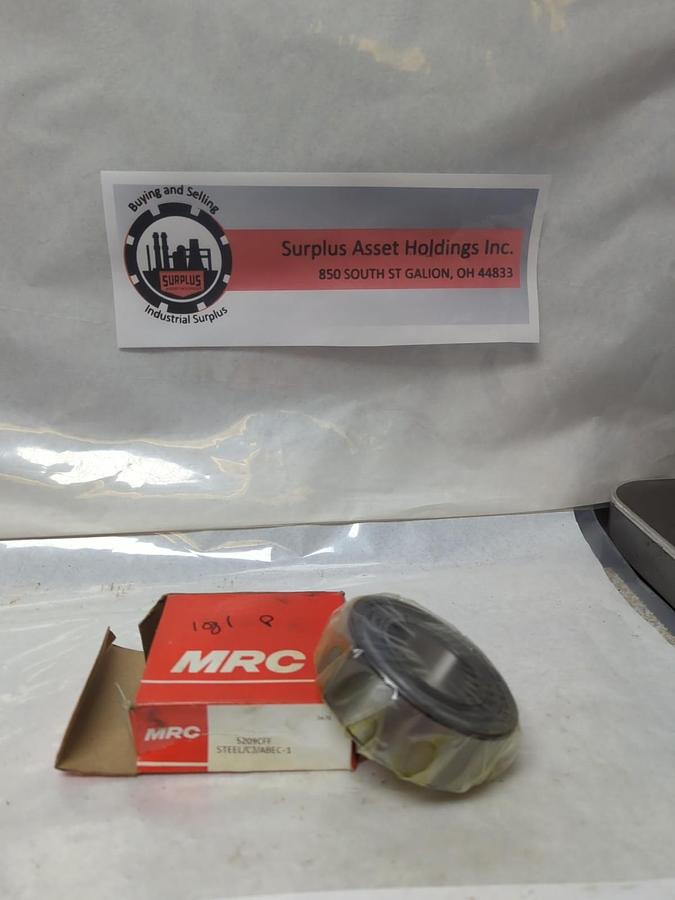 Buying and Selling
SURPLUS
Industrial Surplus
Surplus Asset Holdings Inc.
850 SOUTH ST GALION, OH 44833
MRC
MRC
5209CFF
STEEL/C3/ABEC-1